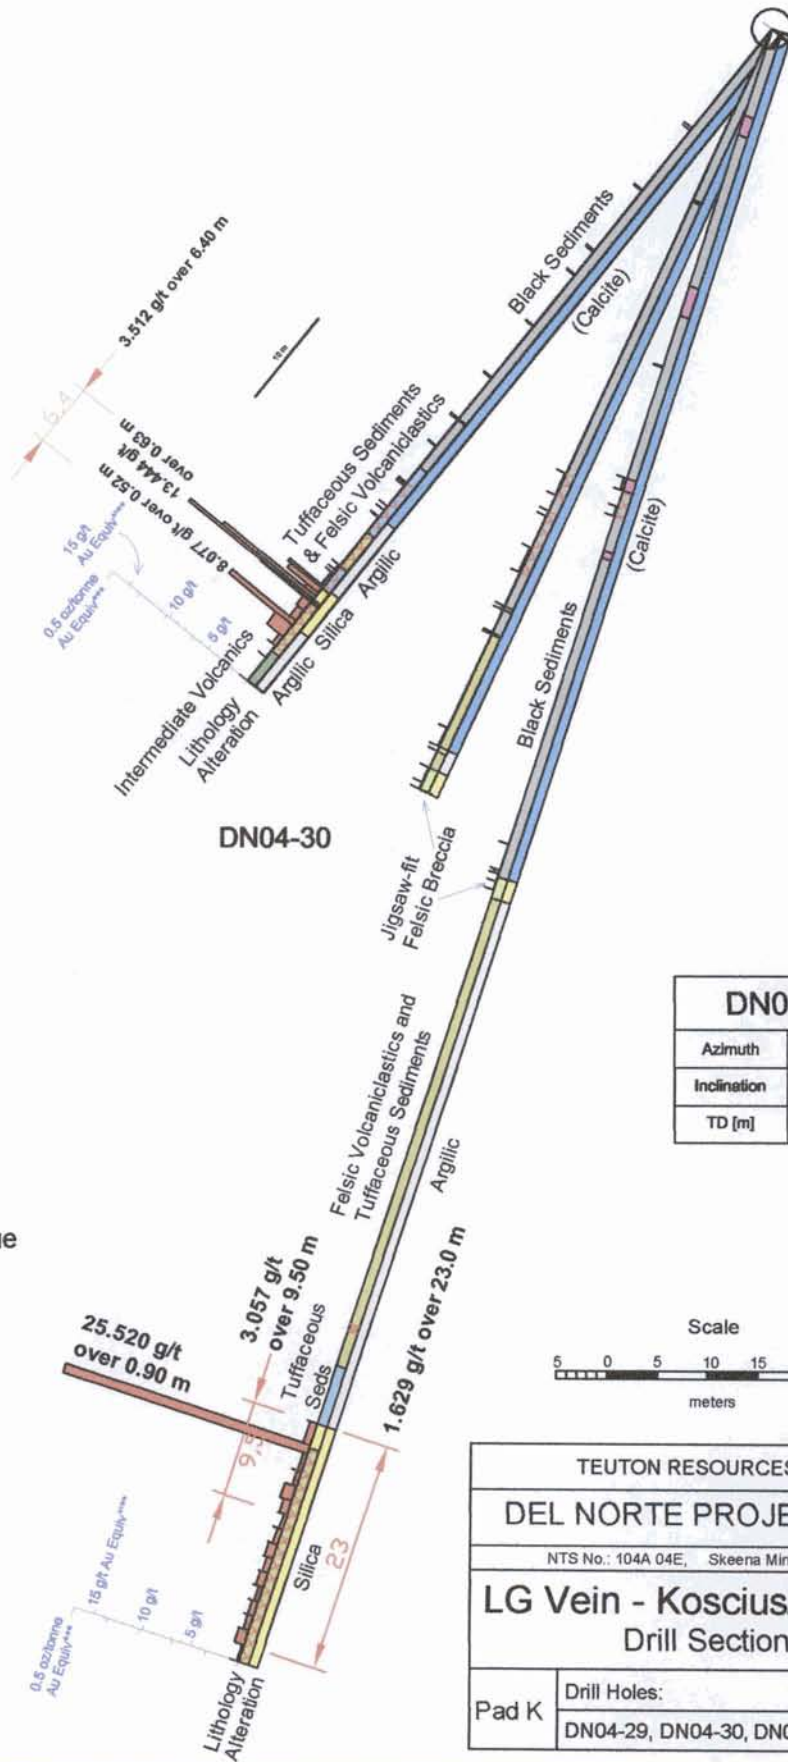 Black Sediments
(Calcite)
3.512 g/t over 6.40 m
6,4
10 m
13.444 g/t
over 0.63 m
8.077 g/t over 0.52 m
Tuffaceous Sediments
& Felsic Volcaniclastics
15 g/t
Au Equiv****
0.5 oz/tonne
Au Equiv***
10 g/t
5 g/t
Argilic
Silica
Argilic
Intermediate Volcanics
Lithology
Alteration
DN04-30
(Calcite)
Black Sediments
Jigsaw-fit
Felsic Breccia
DN0
Azimuth
Inclination
TD [m]
Felsic Volcaniclastics and
Tuffaceous Sediments
Argilic
3.057 g/t
over 9.50 m
Tuffaceous
Seds
1.629 g/t over 23.0 m
25.520 g/t
over 0.90 m
Silica
23
15 g/t Au Equiv****
0.5 oz/tonne
Au Equiv***
10 g/t
5 g/t
Lithology
Alteration
Scale
5 0 5 10 15
meters
TEUTON RESOURCES
DEL NORTE PROJE
NTS No.: 104A 04E, Skeena Min
LG Vein - Koscius
Drill Section
Pad K
Drill Holes:
DN04-29, DN04-30, DN0